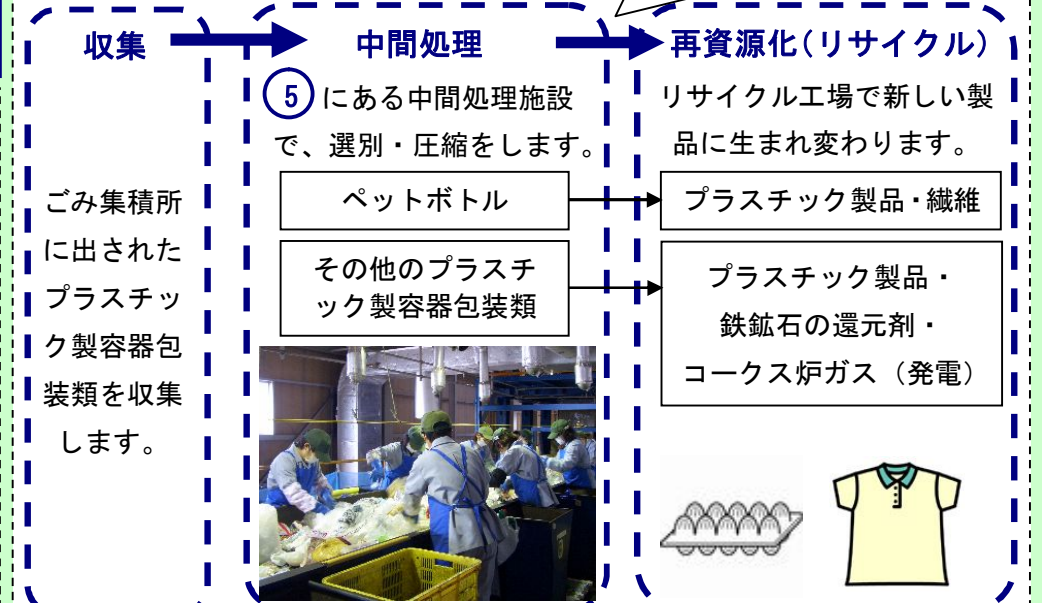 収集
中間処理
再資源化(リサイクル)
ごみ集積所
に出された
プラスチッ
ク製容器包
装類を収集
します。
⑤にある中間処理施設
で、選別・圧縮をします。
ペットボトル
その他のプラスチ
ック製容器包装類
リサイクル工場で新しい製
品に生まれ変わります。
プラスチック製品・繊維
プラスチック製品・
鉄鉱石の還元剤・
コークス炉ガス(発電)